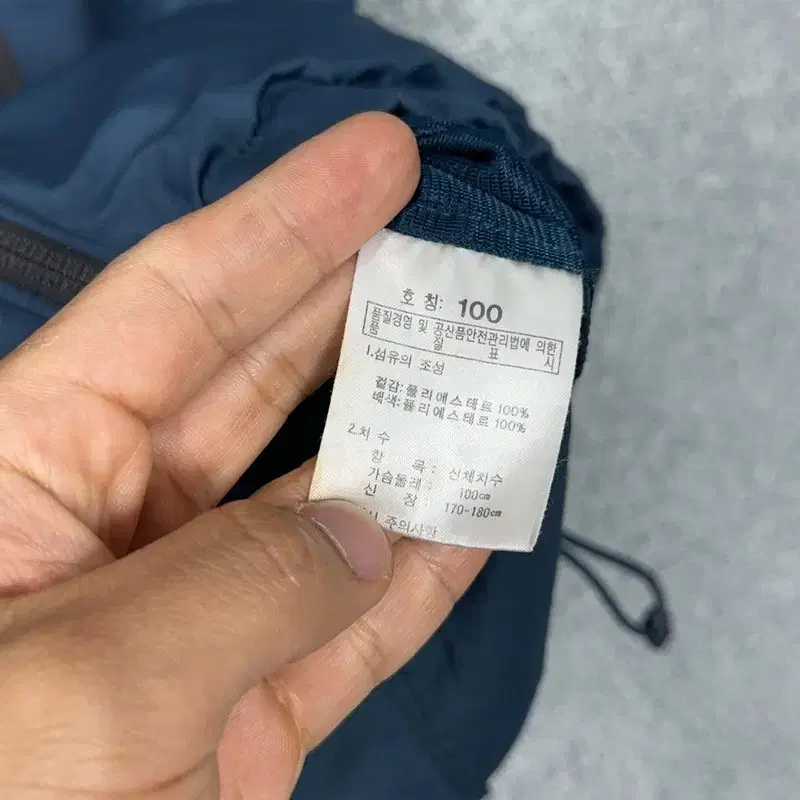 호 칭: 100
품질경영 및 공산품안전관리법에 의한
품 질 표 시
1.섬유의 조성
겉감:폴리에스테르 100%
배색:폴리에스테르 100%
2.치 수
항 목: 신체치수
가슴둘레: 100cm
신 장 170-180cm
주의사항